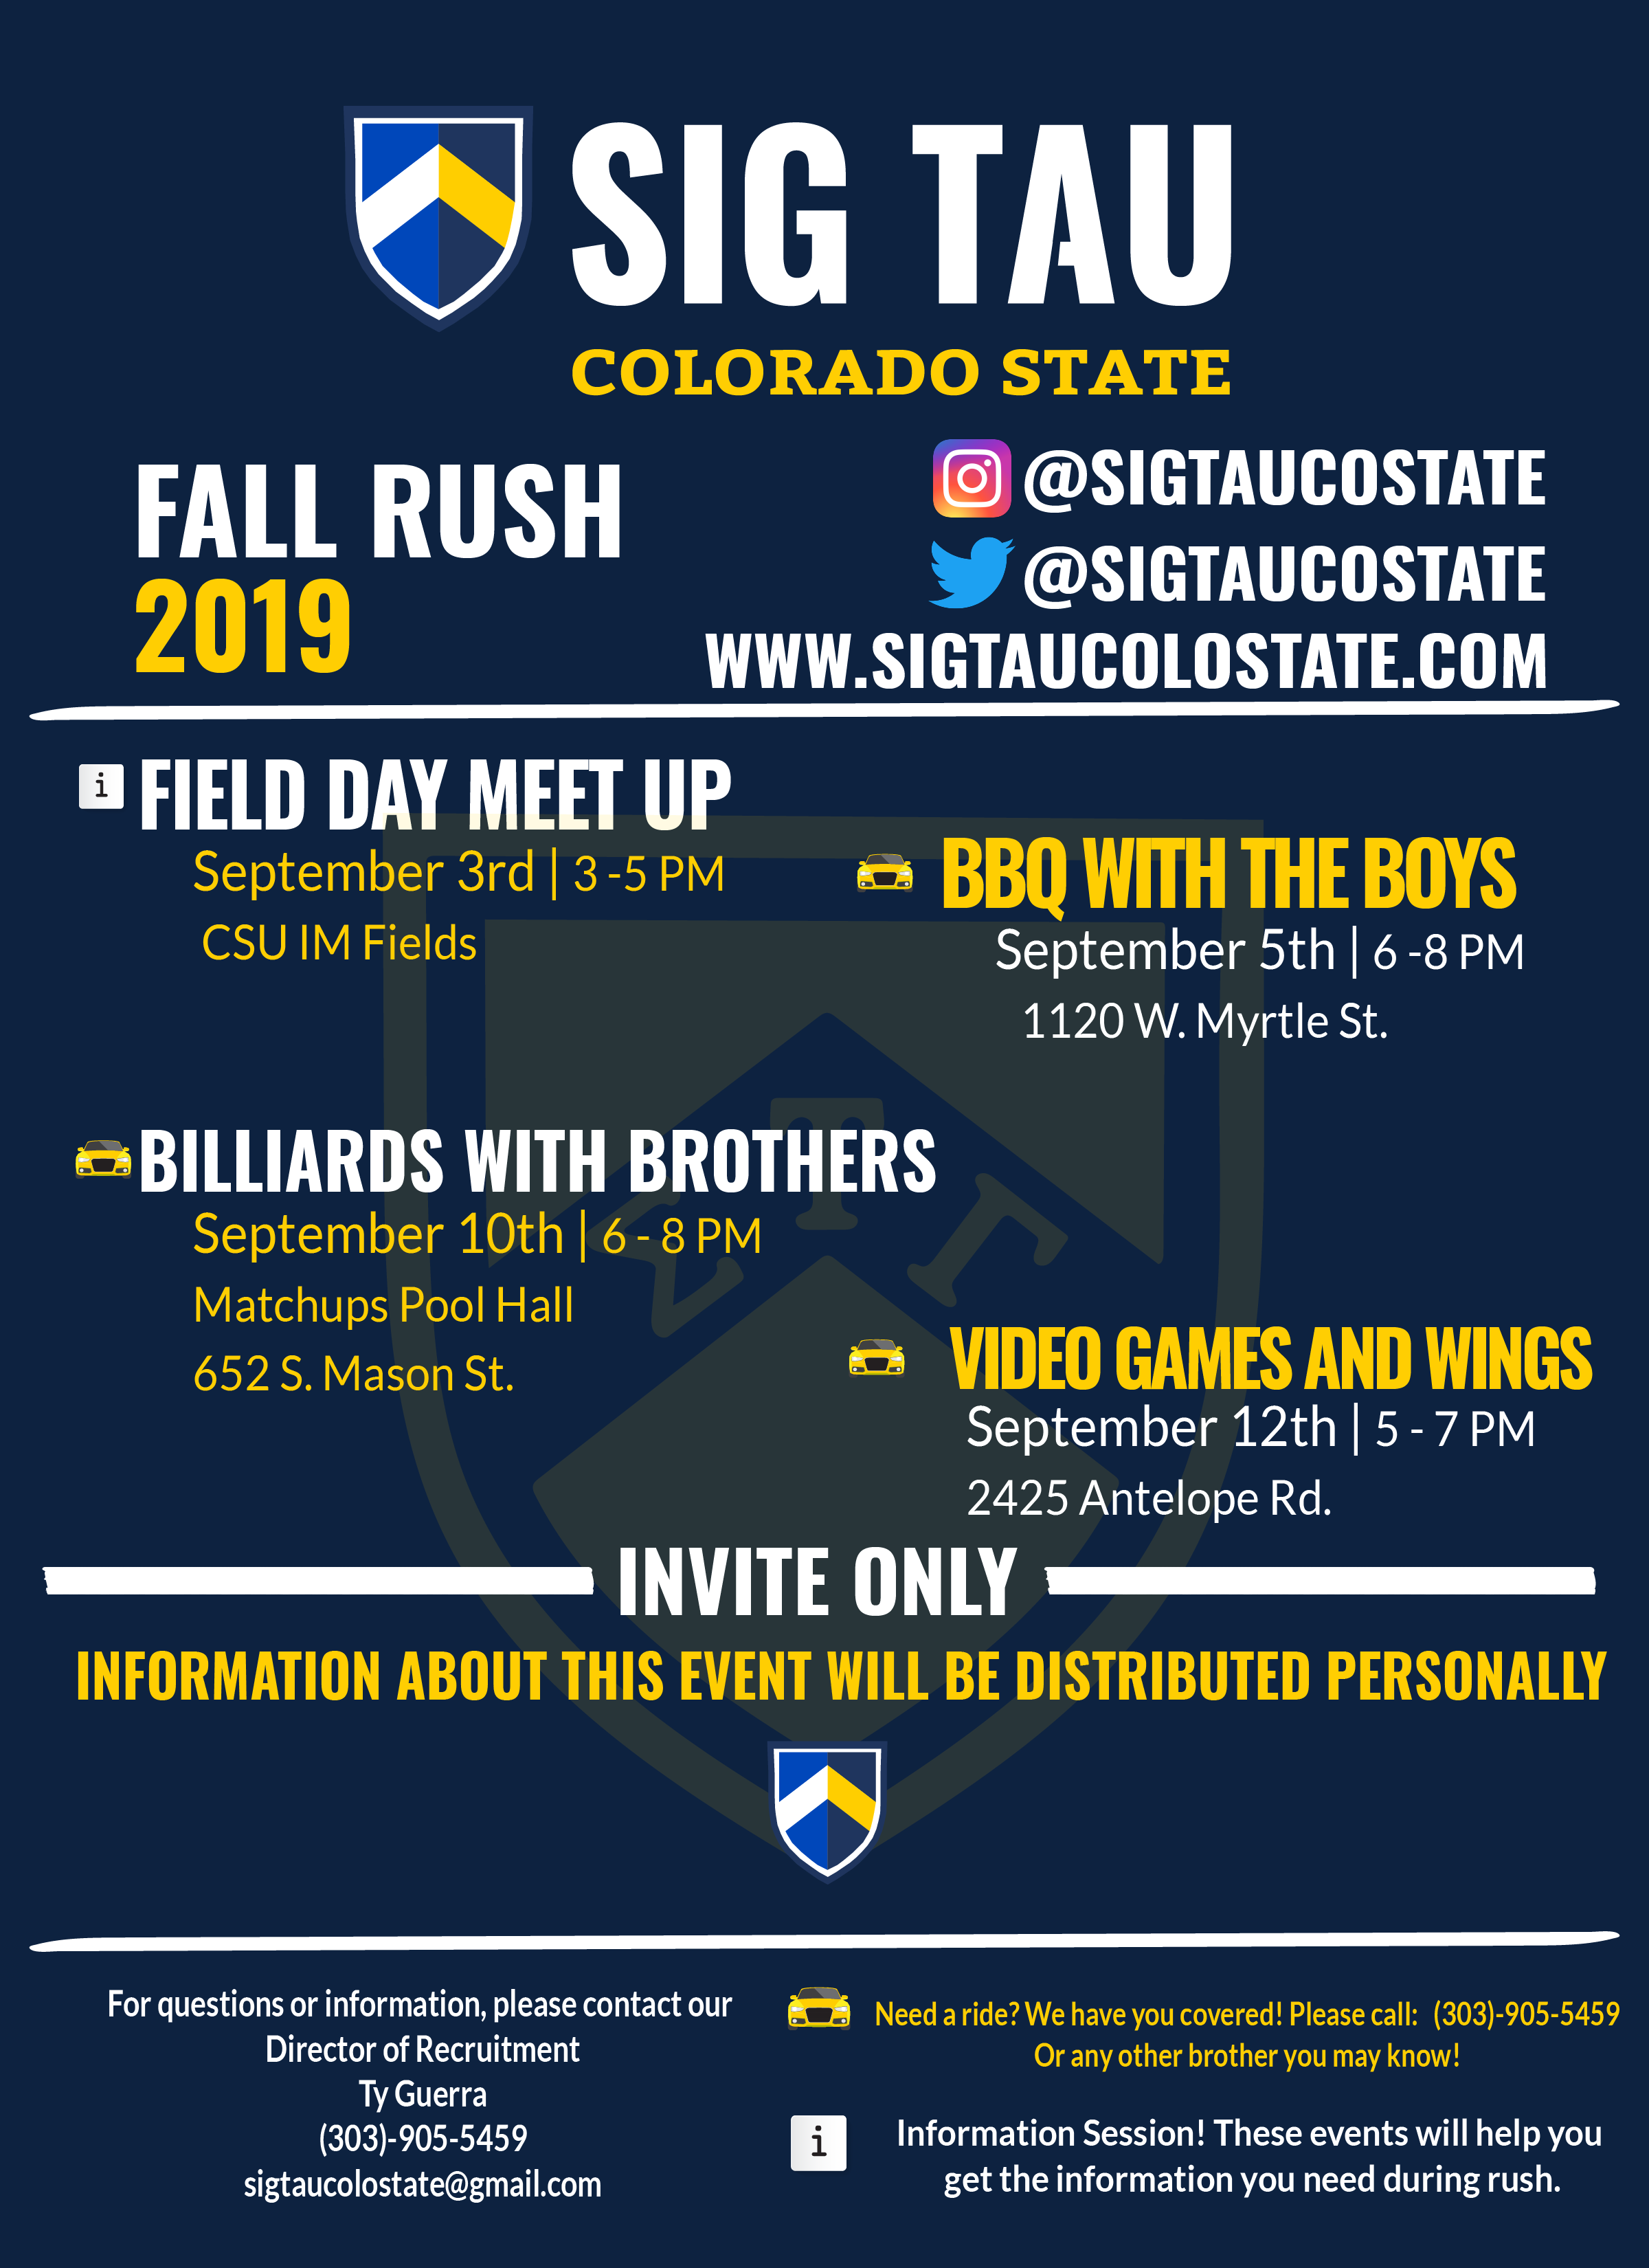 SIG TAU
COLORADO STATE
FALL RUSH
2019
@SIGTAUCOSTATE
@SIGTAUCOSTATE
WWW.SIGTAUCOLOSTATE.COM
i FIELD DAY MEET UP
September 3rd | 3 -5 PM
CSU IM Fields
BBQ WITH THE BOYS
September 5th | 6 -8 PM
1120 W. Myrtle St.
BILLIARDS WITH BROTHERS
September 10th | 6 - 8 PM
Matchups Pool Hall
652 S. Mason St.
ΣΤΓ
VIDEO GAMES AND WINGS
September 12th | 5 - 7 PM
2425 Antelope Rd.
INVITE ONLY
INFORMATION ABOUT THIS EVENT WILL BE DISTRIBUTED PERSONALLY
For questions or information, please contact our
Director of Recruitment
Ty Guerra
(303)-905-5459
sigtaucolostate@gmail.com
Need a ride? We have you covered! Please call: (303)-905-5459
Or any other brother you may know!
i Information Session! These events will help you
get the information you need during rush.